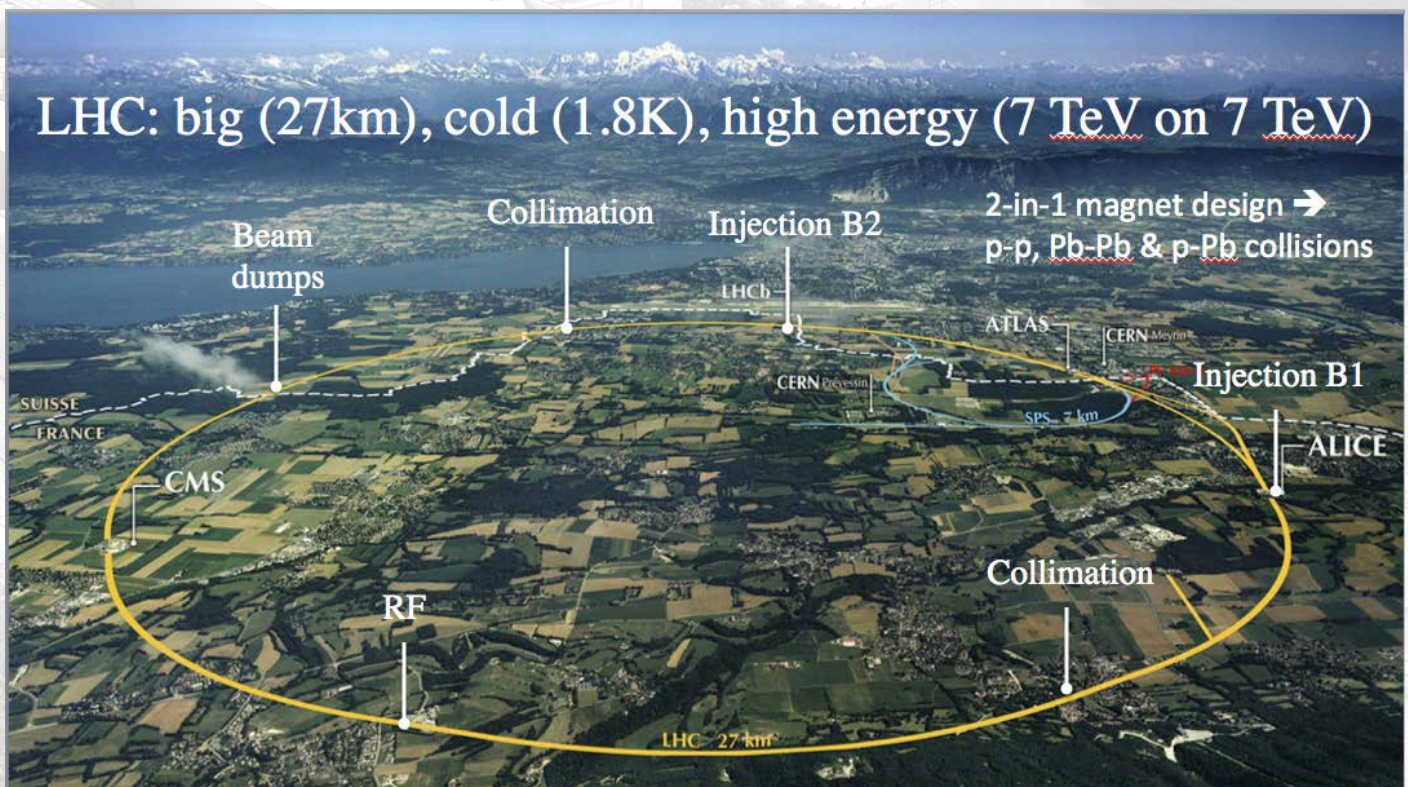 LHC: big (27km), cold (1.8K), high energy (7 TeV on 7 TeV)
2-in-1 magnet design ➔
p-p, Pb-Pb & p-Pb collisions
Collimation
Injection B2
Beam
dumps
LHCb
ATLAS
CERN Meyrin
CERN Prévessin
Injection B1
SPS 7 km
SUISSE
FRANCE
ALICE
CMS
Collimation
RF
LHC 27 km